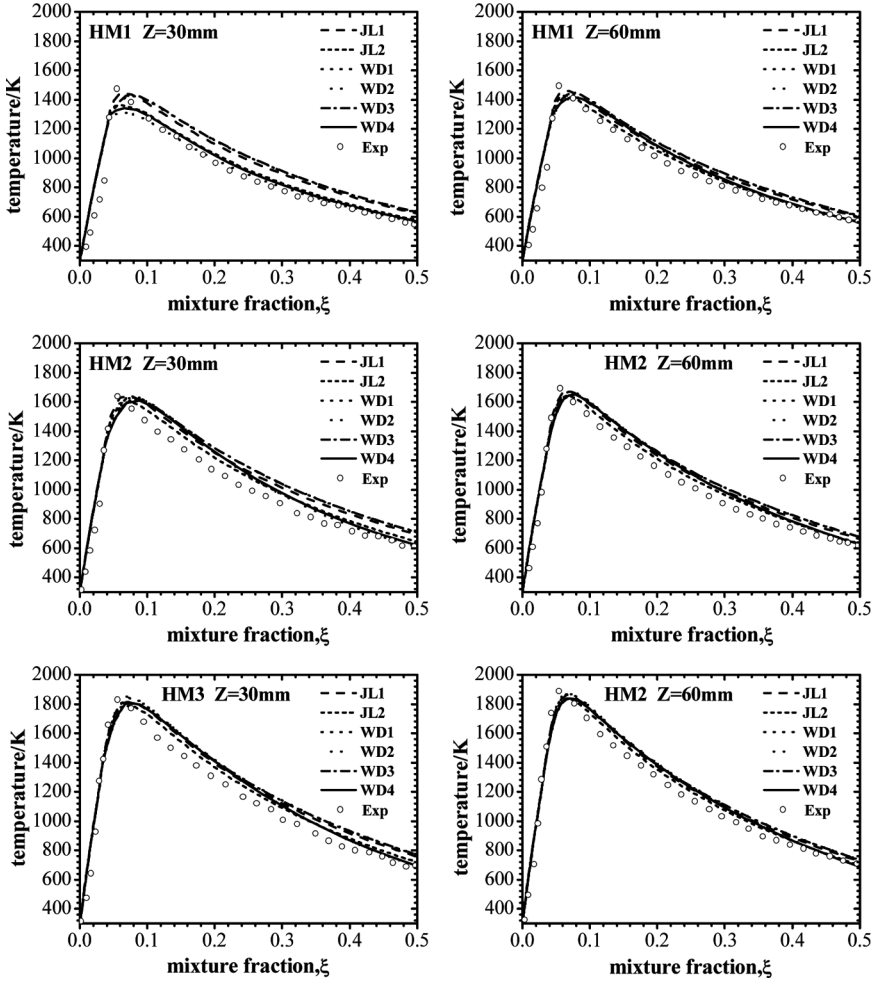 HM1 Z=30mm
JL1
JL2
WD1
WD2
WD3
WD4
Exp
2000
1800
1600
1400
1200
1000
800
600
400
temperature/K
0.0 0.1 0.2 0.3 0.4 0.5
mixture fraction,ξ
HM1 Z=60mm
JL1
JL2
WD1
WD2
WD3
WD4
Exp
2000
1800
1600
1400
1200
1000
800
600
400
temperature/K
0.0 0.1 0.2 0.3 0.4 0.5
mixture fraction,ξ
HM2 Z=30mm
JL1
JL2
WD1
WD2
WD3
WD4
Exp
2000
1800
1600
1400
1200
1000
800
600
400
temperature/K
0.0 0.1 0.2 0.3 0.4 0.5
mixture fraction,ξ
HM2 Z=60mm
JL1
JL2
WD1
WD2
WD3
WD4
Exp
2000
1800
1600
1400
1200
1000
800
600
400
temperautre/K
0.0 0.1 0.2 0.3 0.4 0.5
mixture fraction,ξ
HM3 Z=30mm
JL1
JL2
WD1
WD2
WD3
WD4
Exp
2000
1800
1600
1400
1200
1000
800
600
400
temperature/K
0.0 0.1 0.2 0.3 0.4 0.5
mixture fraction,ξ
HM2 Z=60mm
JL1
JL2
WD1
WD2
WD3
WD4
Exp
2000
1800
1600
1400
1200
1000
800
600
400
temperature/K
0.0 0.1 0.2 0.3 0.4 0.5
mixture fraction,ξ